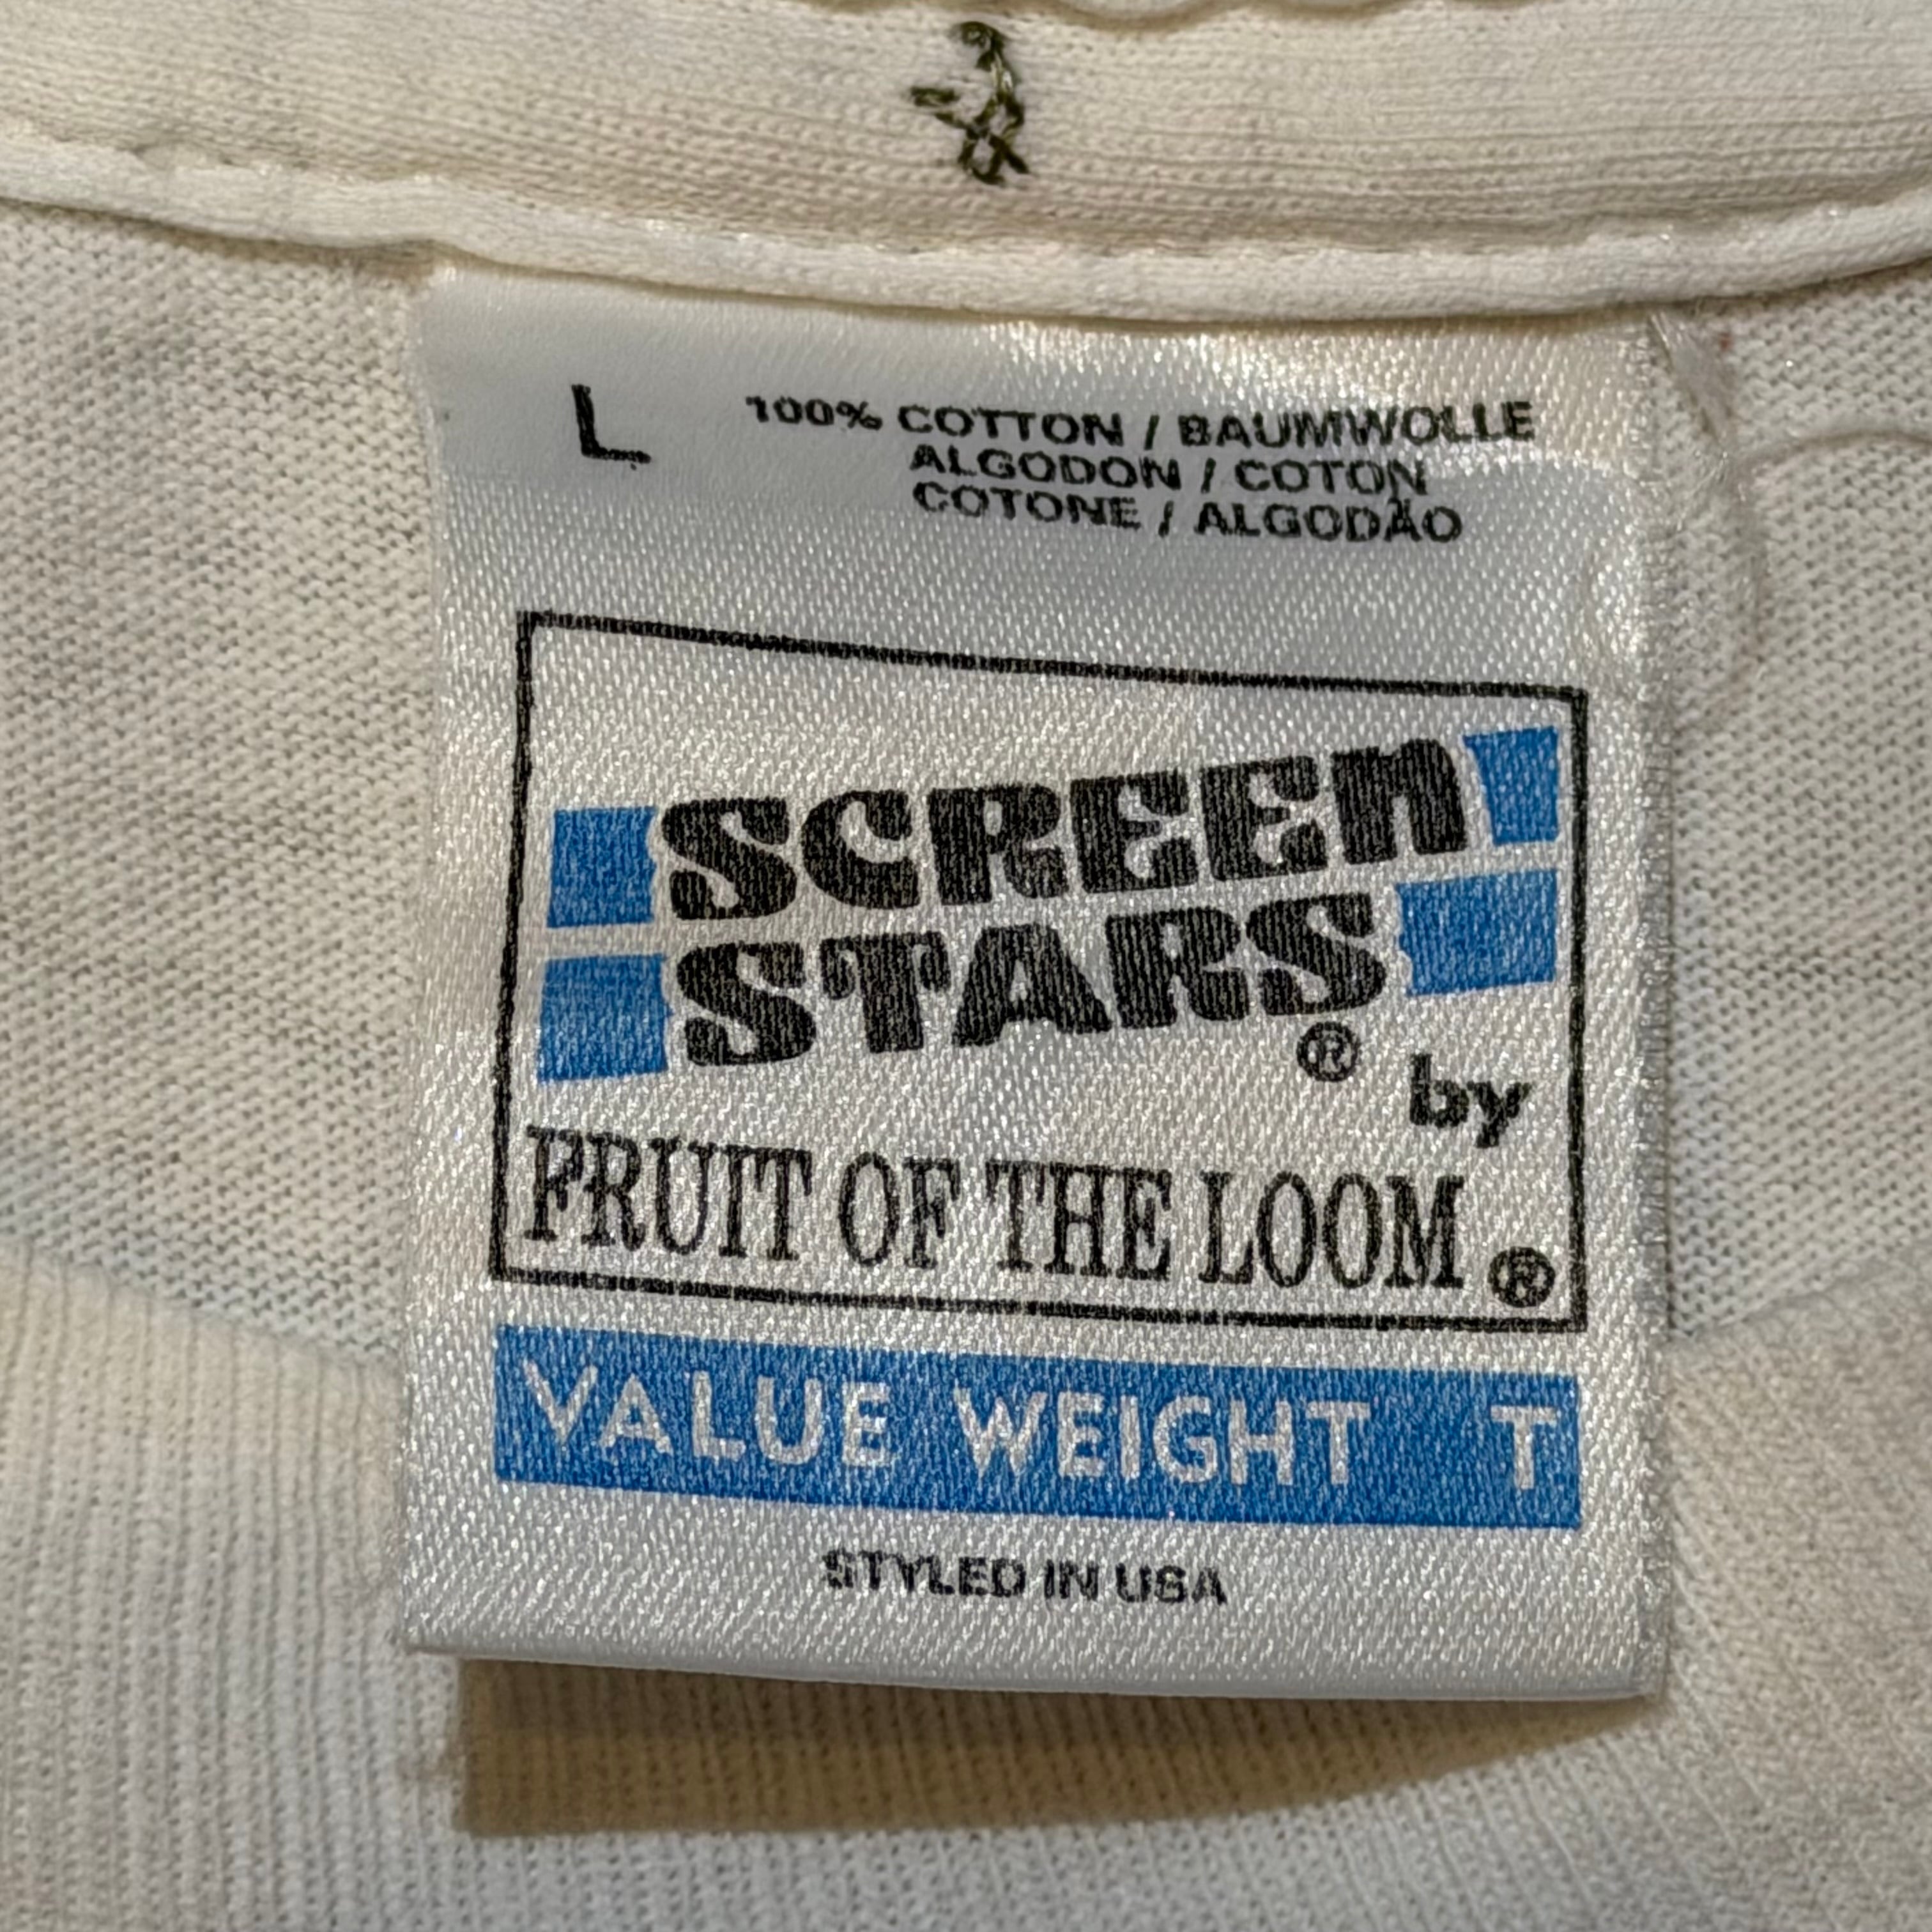 L
100% COTTON / BAUMWOLLE
ALGODON / COTON
COTONE / ALGODÃO
SCREEN
STARS®
by
FRUIT OF THE LOOM®
VALUE WEIGHT T
STYLED IN USA